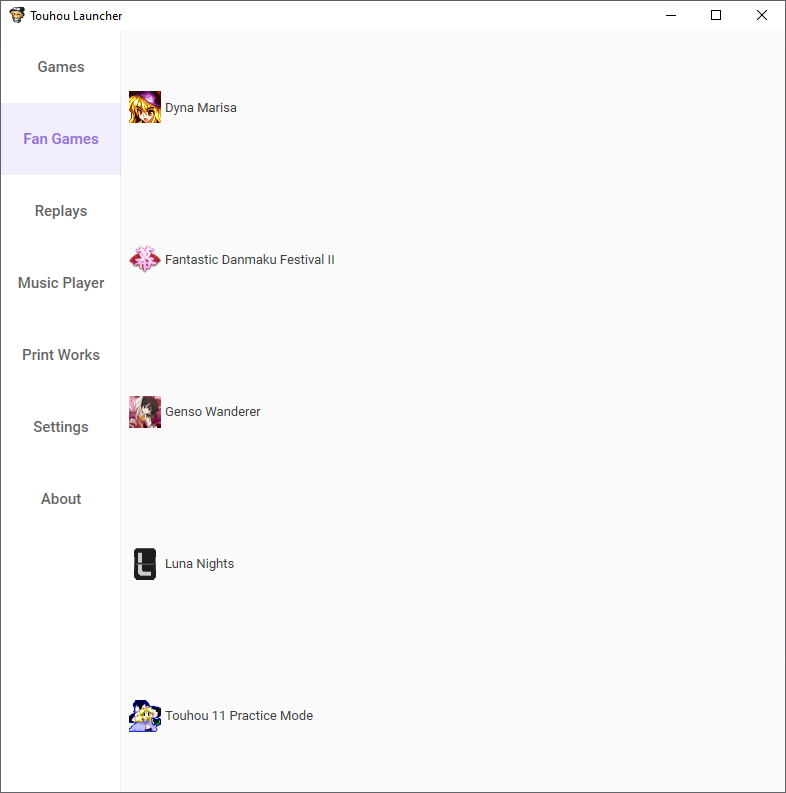 Touhou Launcher
Games
Fan Games
Replays
Music Player
Print Works
Settings
About
Dyna Marisa
Fantastic Danmaku Festival II
Genso Wanderer
L
Luna Nights
Touhou 11 Practice Mode